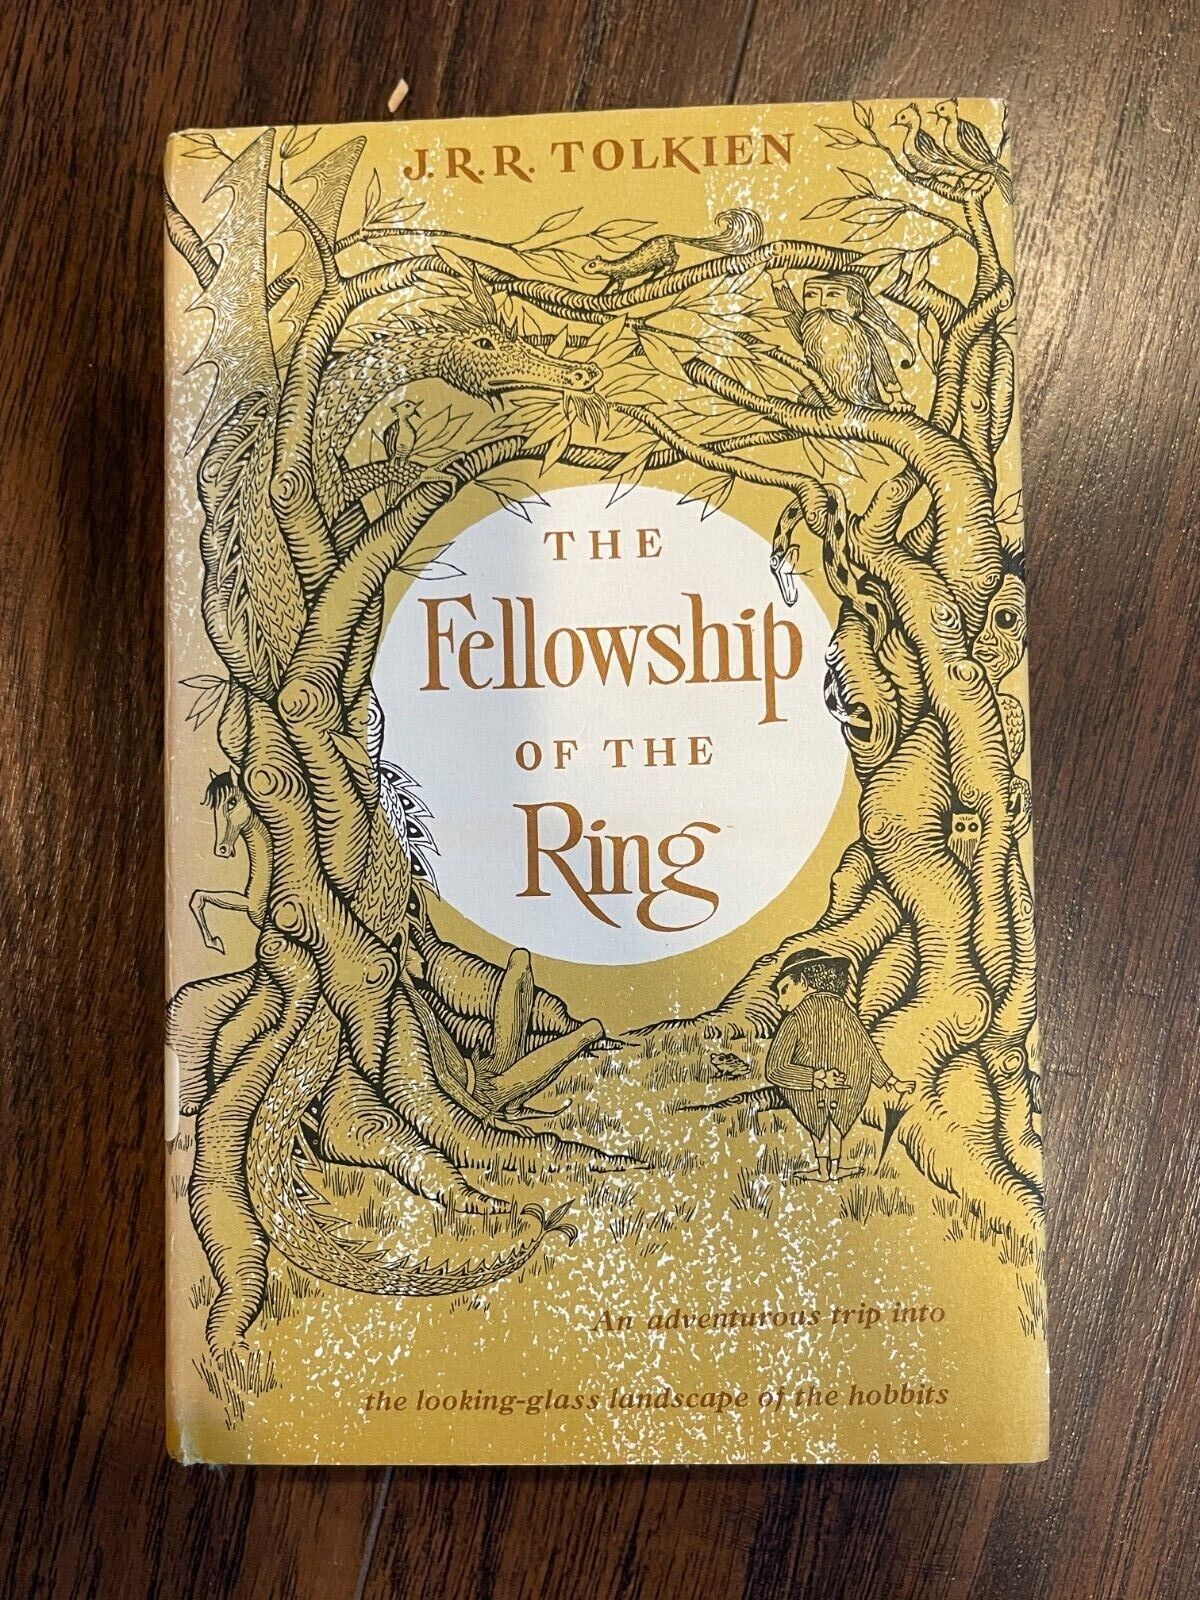 J.R.R. TOLKIEN
THE
Fellowship
OF THE
Ring
An adventurous trip into
the looking-glass landscape of the hobbits